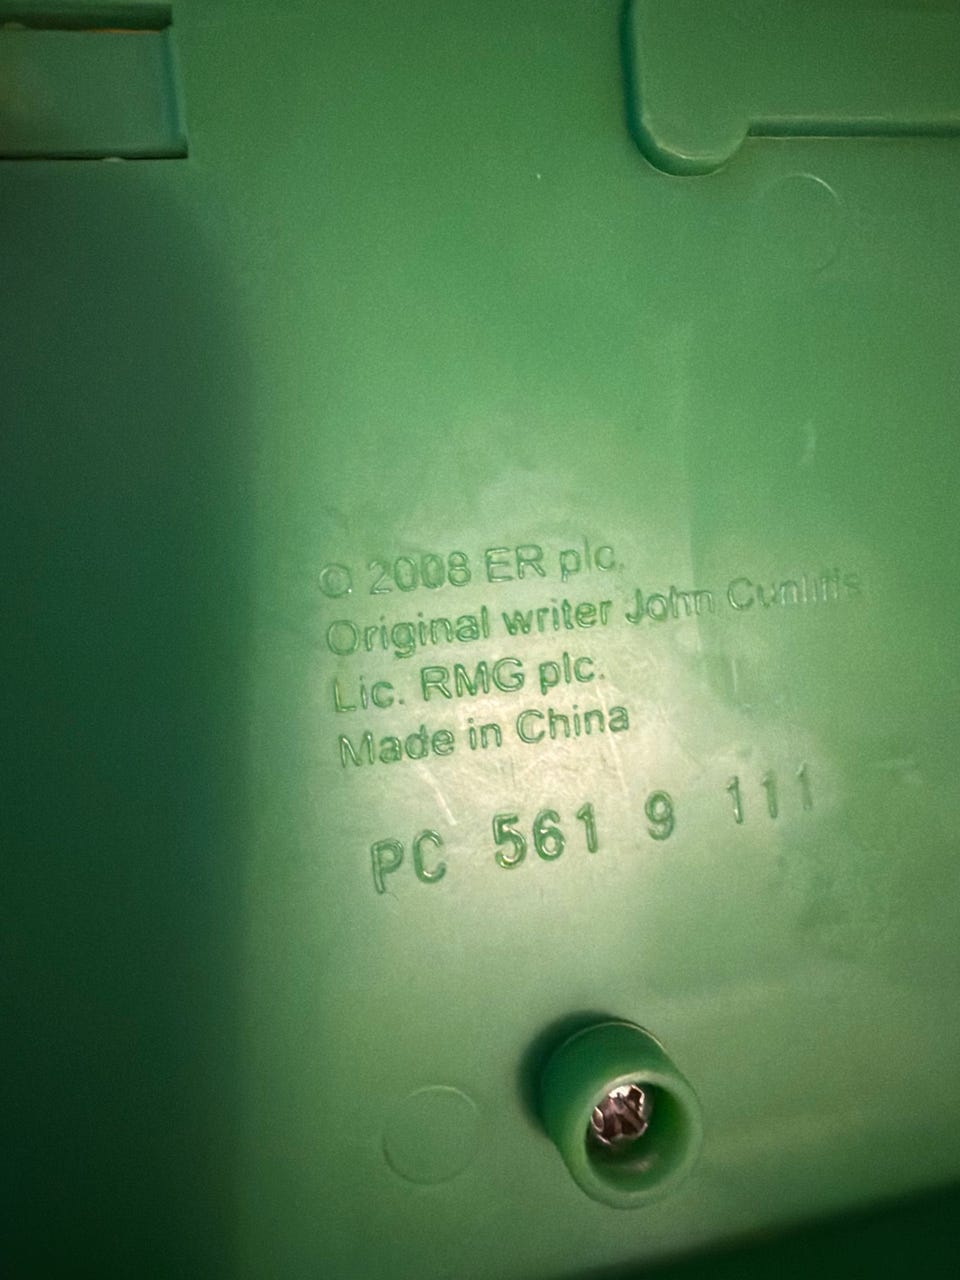 © 2008 ER plc.
Original writer John Cunliffe
Lic. RMG plc.
Made in China
PC 561 9 111